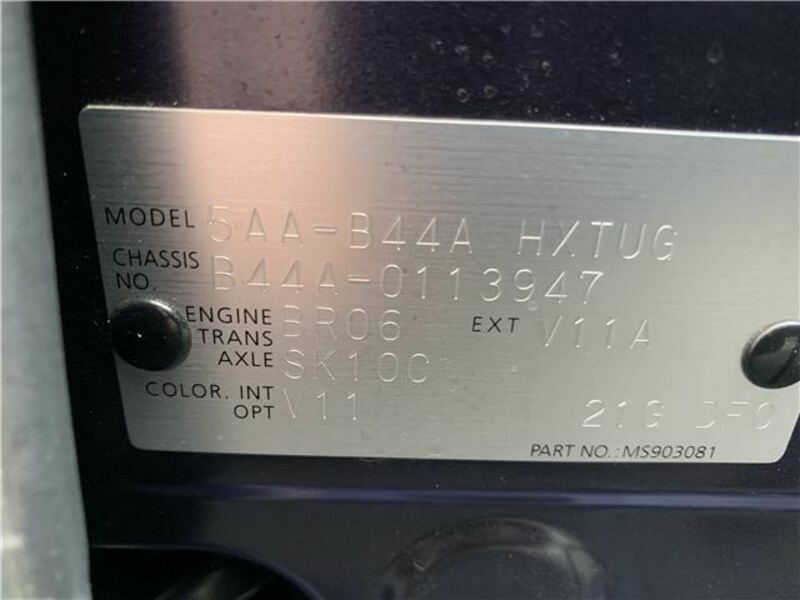 MODEL 5AA-B44A HXTUG
CHASSIS NO. B44A-0113947
ENGINE BR06 EXT V11A
TRANS AXLE SK10C
COLOR. INT V11
OPT 21G DF0
PART NO.:MS903081